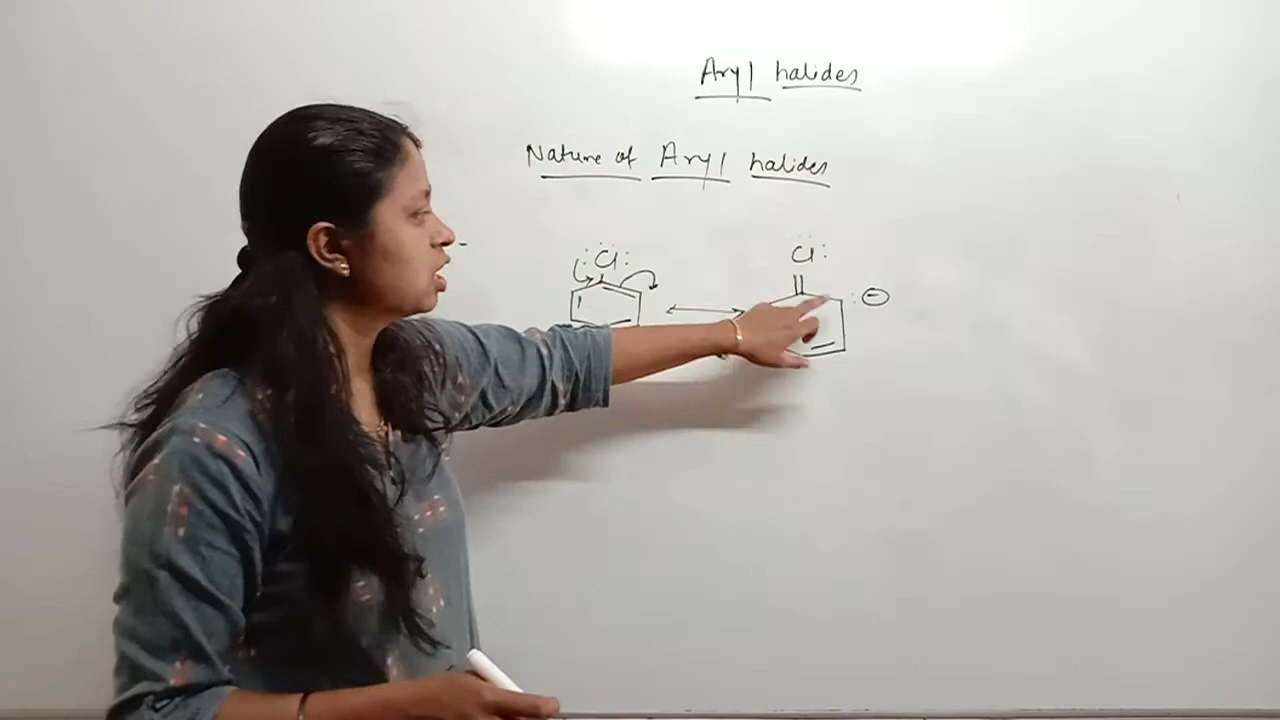 Aryl halides
Nature of Aryl halides
:Cl: Cl:
:⊖